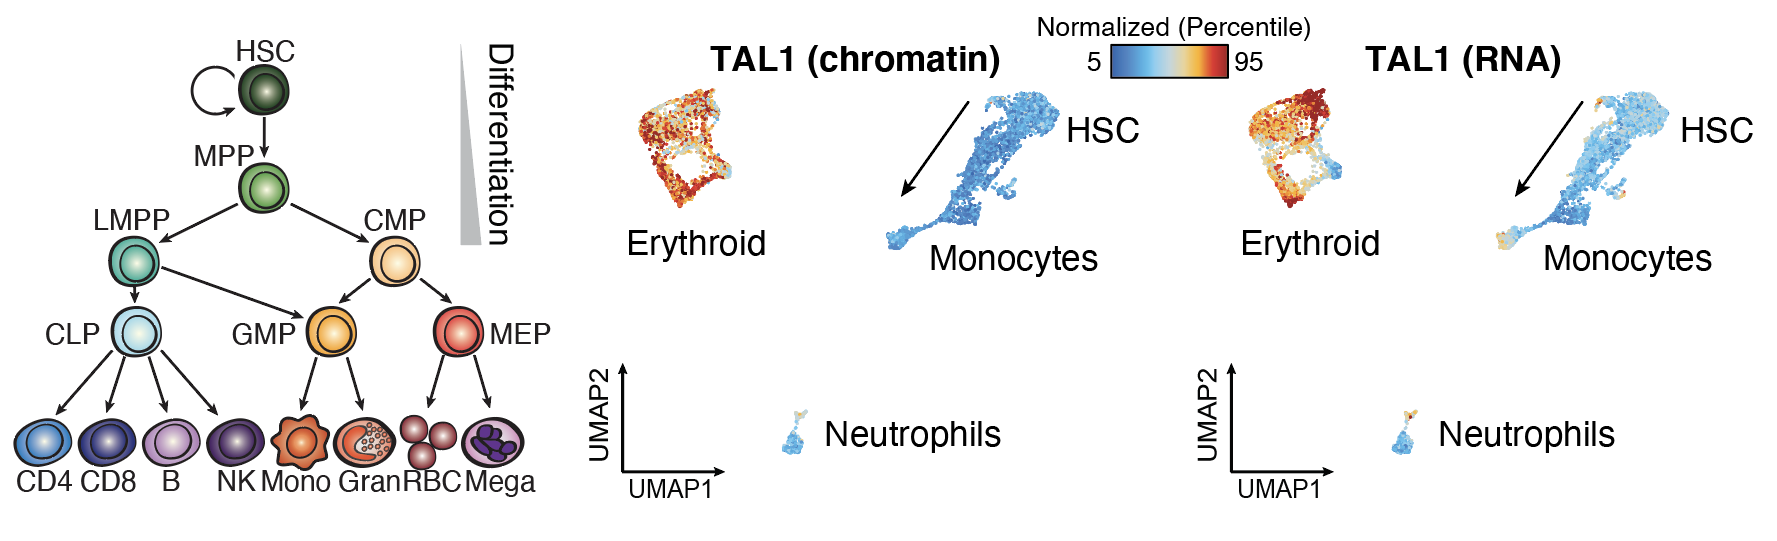 HSC
MPP
LMPP
CMP
CLP
GMP
MEP
CD4 CD8 B NK Mono Gran RBC Mega
Differentiation
Normalized (Percentile)
5 95
TAL1 (chromatin)
HSC
Erythroid
Monocytes
Neutrophils
UMAP2
UMAP1
TAL1 (RNA)
HSC
Erythroid
Monocytes
Neutrophils
UMAP2
UMAP1